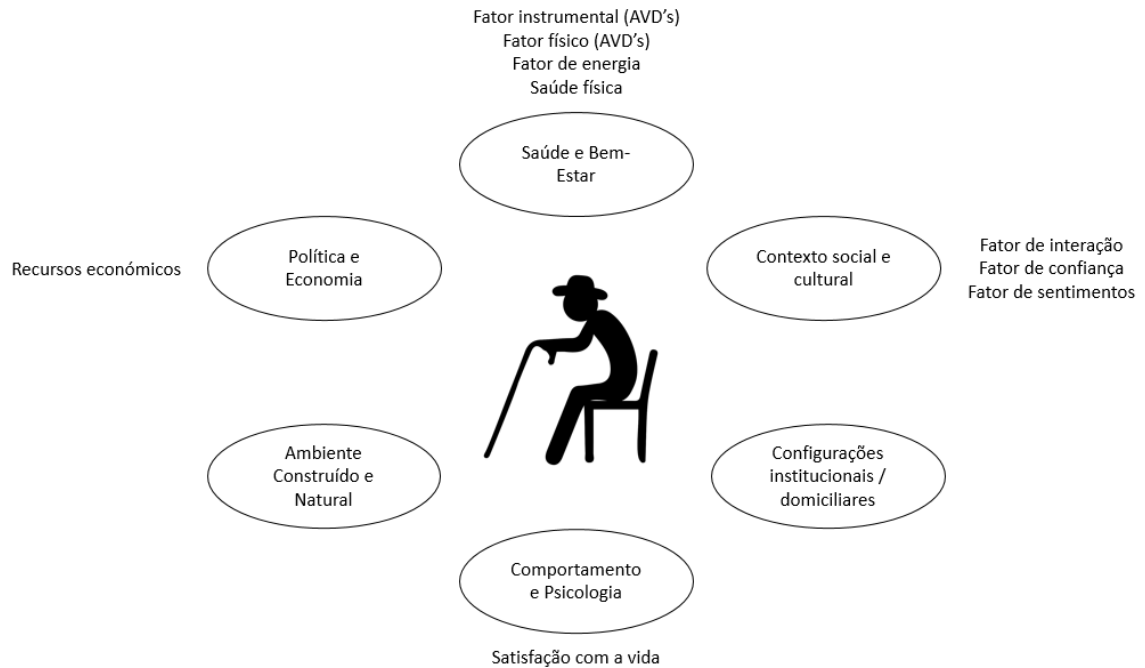 Fator instrumental (AVD’s)
Fator físico (AVD’s)
Fator de energia
Saúde física
Saúde e Bem-
Estar
Política e
Economia
Recursos económicos
Contexto social e
cultural
Fator de interação
Fator de confiança
Fator de sentimentos
Ambiente
Construído e
Natural
Configurações
institucionais /
domiciliares
Comportamento
e Psicologia
Satisfação com a vida